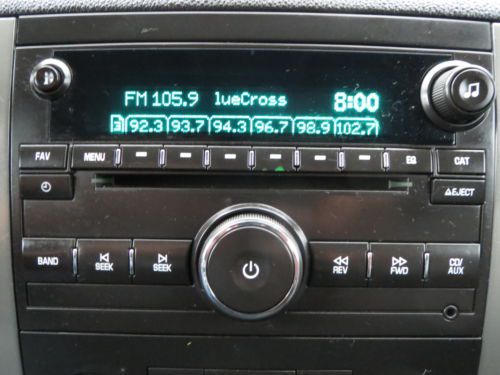 FM 105.9 lueCross 8:00
3 92.3 93.7 94.3 96.7 98.9 102.7
FAV MENU EQ CAT
EJECT
BAND SEEK SEEK REV FWD CD/
AUX